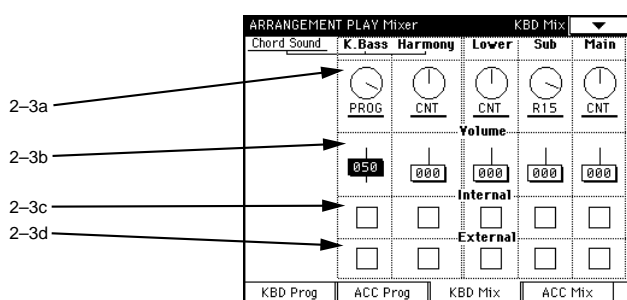 ARRANGEMENT PLAY Mixer KBD Mix
Chord Sound K.Bass Harmony Lower Sub Main
2–3a
PROG CNT CNT R15 CNT
Volume
2–3b
050 000 000 000 000
Internal
2–3c
External
2–3d
KBD Prog ACC Prog KBD Mix ACC Mix